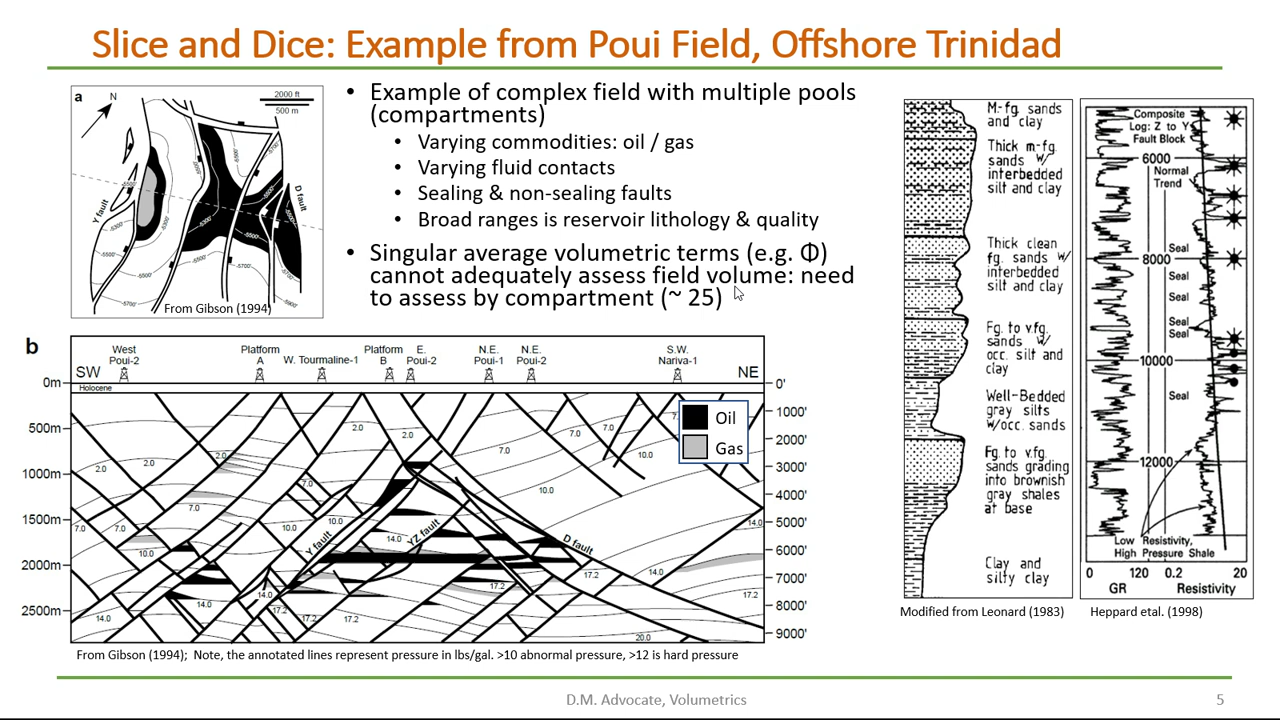 Slice and Dice: Example from Poui Field, Offshore Trinidad
a
N
2000 ft
500 m
Y fault
D fault
-5500'
-5300'
-5500'
-5700'
From Gibson (1994)
• Example of complex field with multiple pools
(compartments)
• Varying commodities: oil / gas
• Varying fluid contacts
• Sealing & non-sealing faults
• Broad ranges is reservoir lithology & quality
• Singular average volumetric terms (e.g. Φ)
cannot adequately assess field volume: need
to assess by compartment (~ 25)
b
West
Poui-2
Platform
A
W. Tourmaline-1
Platform
B
E.
Poui-2
N.E.
Poui-1
N.E.
Poui-2
S.W.
Nariva-1
SW
NE
0m
0'
Holocene
500m
1000m
1500m
2000m
2500m
1000'
2000'
3000'
4000'
5000'
6000'
7000'
8000'
9000'
Oil
Gas
2.0
2.0
2.0
2.0
2.0
7.0
7.0
7.0
7.0
7.0
7.0
10.0
10.0
10.0
10.0
10.0
14.0
14.0
14.0
14.0
14.0
14.0
17.2
17.2
17.2
17.2
17.2
20.0
Y fault
YZ fault
D fault
From Gibson (1994); Note, the annotated lines represent pressure in lbs/gal. >10 abnormal pressure, >12 is hard pressure
M.-fg. sands
and clay
Thick m-fg.
sands w/
interbedded
silt and clay
Thick clean
fg. sands w/
interbedded
silt and clay
Fg. to v.fg.
sands w/
occ. silt and
clay
Well-Bedded
gray silts
w/occ. sands
Fg. to v.fg.
sands grading
into brownish
gray shales
at base
Clay and
silty clay
Modified from Leonard (1983)
Composite
Log: Z to Y
Fault Block
6000
Normal
Trend
Seal
8000
Seal
Seal
Seal
Seal
10000
Seal
12000
Low Resistivity,
High Pressure Shale
0 120 0.2 20
GR Resistivity
Heppard etal. (1998)
D.M. Advocate, Volumetrics
5